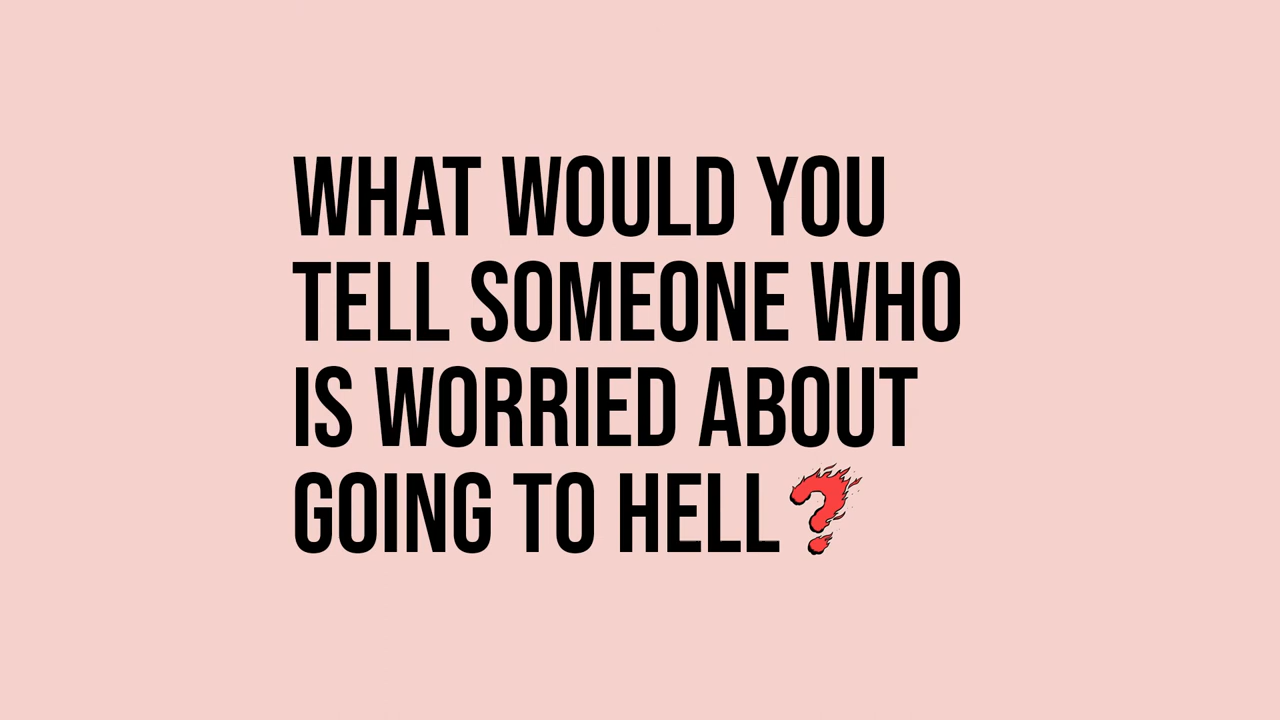 WHAT WOULD YOU
TELL SOMEONE WHO
IS WORRIED ABOUT
GOING TO HELL?